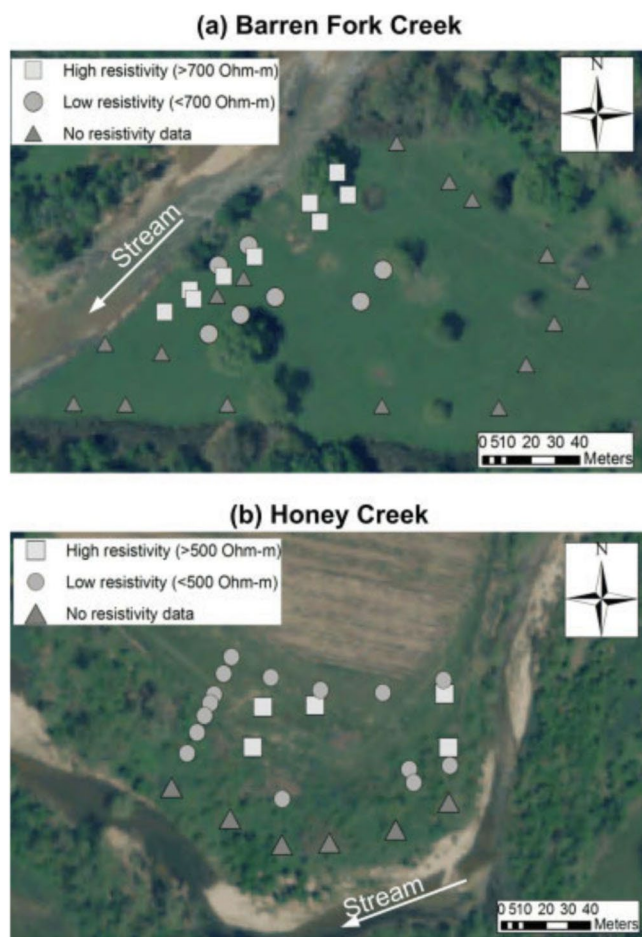 (a) Barren Fork Creek
High resistivity (>700 Ohm-m)
Low resistivity (<700 Ohm-m)
No resistivity data
N
Stream
0 510 20 30 40
Meters
(b) Honey Creek
High resistivity (>500 Ohm-m)
Low resistivity (<500 Ohm-m)
No resistivity data
N
Stream
0 510 20 30 40
Meters